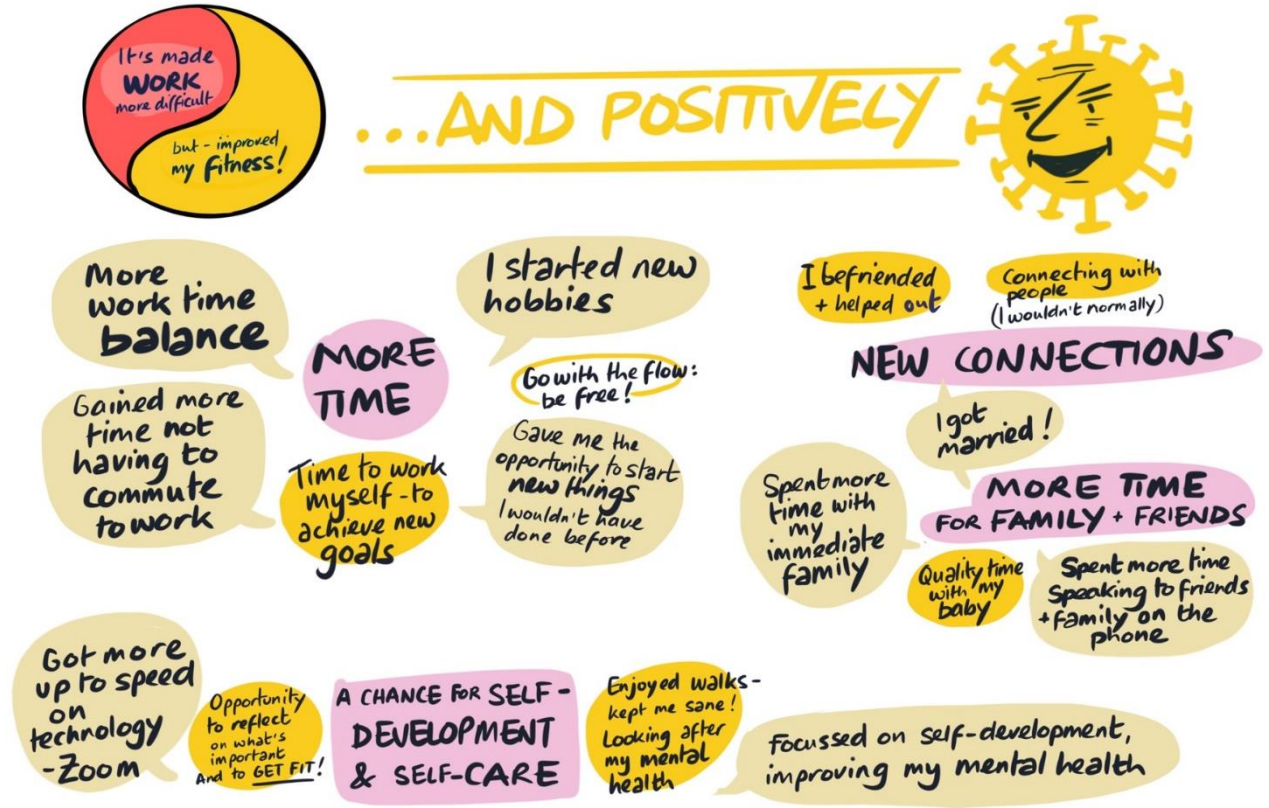 It's made
WORK
more difficult
but - improved
my fitness!
...AND POSITIVELY
More
work time
balance
MORE
TIME
I started new
hobbies
Go with the flow:
be free!
Gained more
time not
having to
commute
to work
Time to work
myself - to
achieve new
goals
Gave me the
opportunity to start
new things
I wouldn't have
done before
I befriended
+ helped out
Connecting with
people
(I wouldn't normally)
NEW CONNECTIONS
I got
married!
Spent more
time with
my
immediate
family
MORE TIME
FOR FAMILY + FRIENDS
Quality time
with my
baby
Spent more time
Speaking to friends
+ family on the
phone
Got more
up to speed
on
technology
- Zoom
Opportunity
to reflect
on what's
important
And to GET FIT!
A CHANCE FOR SELF-
DEVELOPMENT
& SELF-CARE
Enjoyed walks -
kept me sane!
Looking after
my mental
health
Focussed on self-development,
improving my mental health